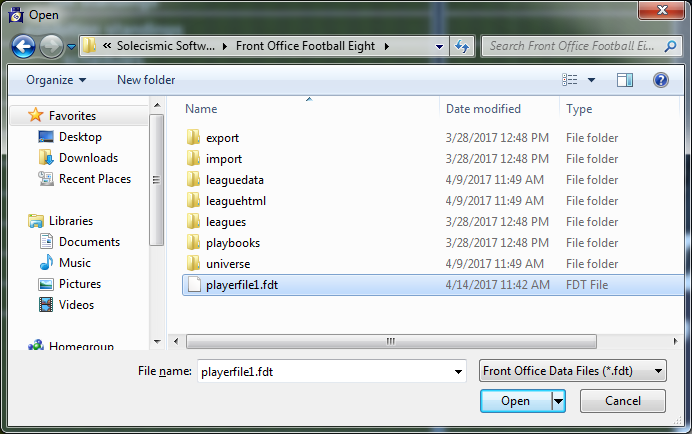 Open
« Solecismic Softw... Front Office Football Eight Search Front Office Football Ei...
Organize New folder
Favorites
Desktop
Downloads
Recent Places
Libraries
Documents
Music
Pictures
Videos
Homegroup
Name Date modified Type
export 3/28/2017 12:48 PM File folder
import 3/28/2017 12:48 PM File folder
leaguedata 4/9/2017 11:49 AM File folder
leaguehtml 4/9/2017 11:49 AM File folder
leagues 3/28/2017 12:48 PM File folder
playbooks 3/28/2017 12:48 PM File folder
universe 4/9/2017 11:49 AM File folder
playerfile1.fdt 4/14/2017 11:42 AM FDT File
File name: playerfile1.fdt Front Office Data Files (*.fdt)
Open Cancel